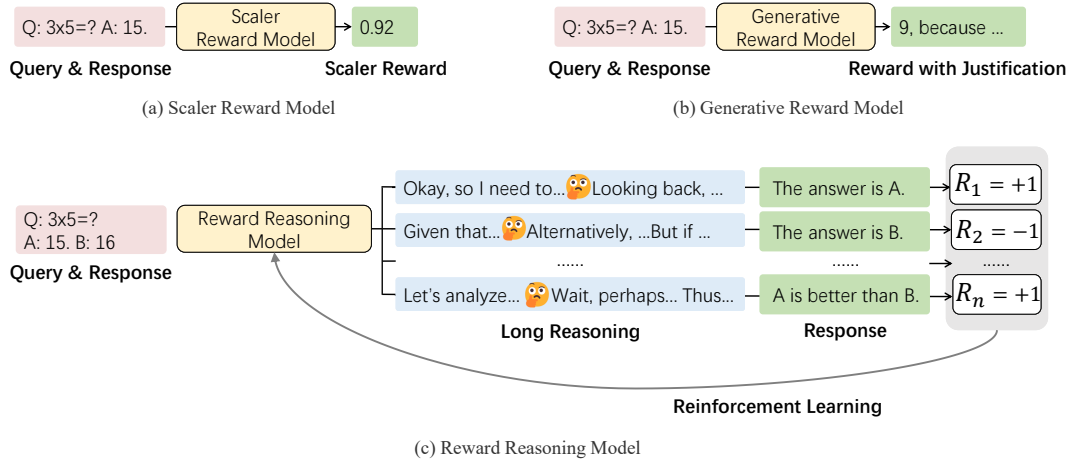 Q: 3x5=? A: 15.
Scaler
Reward Model
0.92
Query & Response
Scaler Reward
(a) Scaler Reward Model
Q: 3x5=? A: 15.
Generative
Reward Model
9, because ...
Query & Response
Reward with Justification
(b) Generative Reward Model
Q: 3x5=?
A: 15. B: 16
Query & Response
Reward Reasoning
Model
Okay, so I need to...🤔Looking back, ...
The answer is A.
R₁ = +1
Given that...🤔Alternatively, ...But if ...
The answer is B.
R₂ = −1
......
......
......
Let's analyze... 🤔Wait, perhaps... Thus...
A is better than B.
Rₙ = +1
Long Reasoning
Response
Reinforcement Learning
(c) Reward Reasoning Model